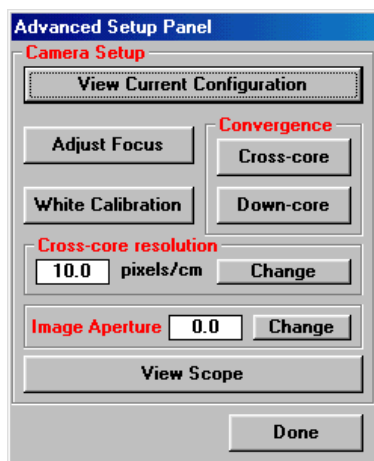 Advanced Setup Panel
Camera Setup
View Current Configuration
Adjust Focus
White Calibration
Convergence
Cross-core
Down-core
Cross-core resolution
10.0 pixels/cm Change
Image Aperture 0.0 Change
View Scope
Done